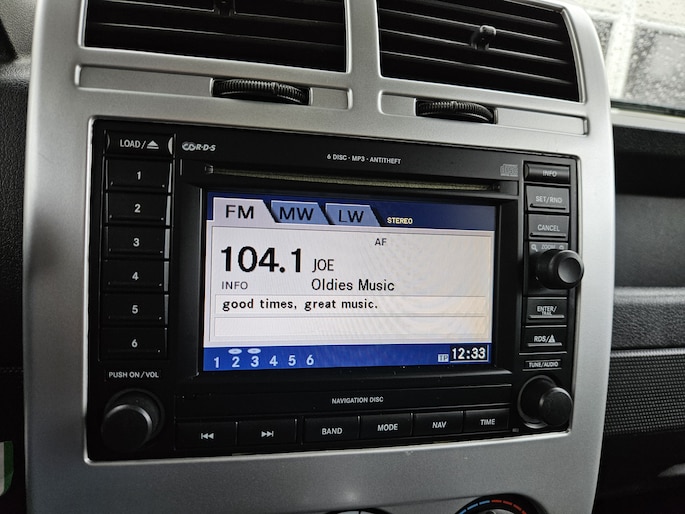 LOAD/
C·O·R·D·S
6 DISC · MP3 · ANTITHEFT
INFO
1
2
3
4
5
6
SET/RND
CANCEL
ZOOM
ENTER/
TRAIL
RDS/
TUNE/AUDIO
FM MW LW STEREO
AF
104.1 JOE
INFO Oldies Music
good times, great music.
1 2 3 4 5 6 TP 12:33
PUSH ON/VOL
NAVIGATION DISC
BAND MODE NAV TIME